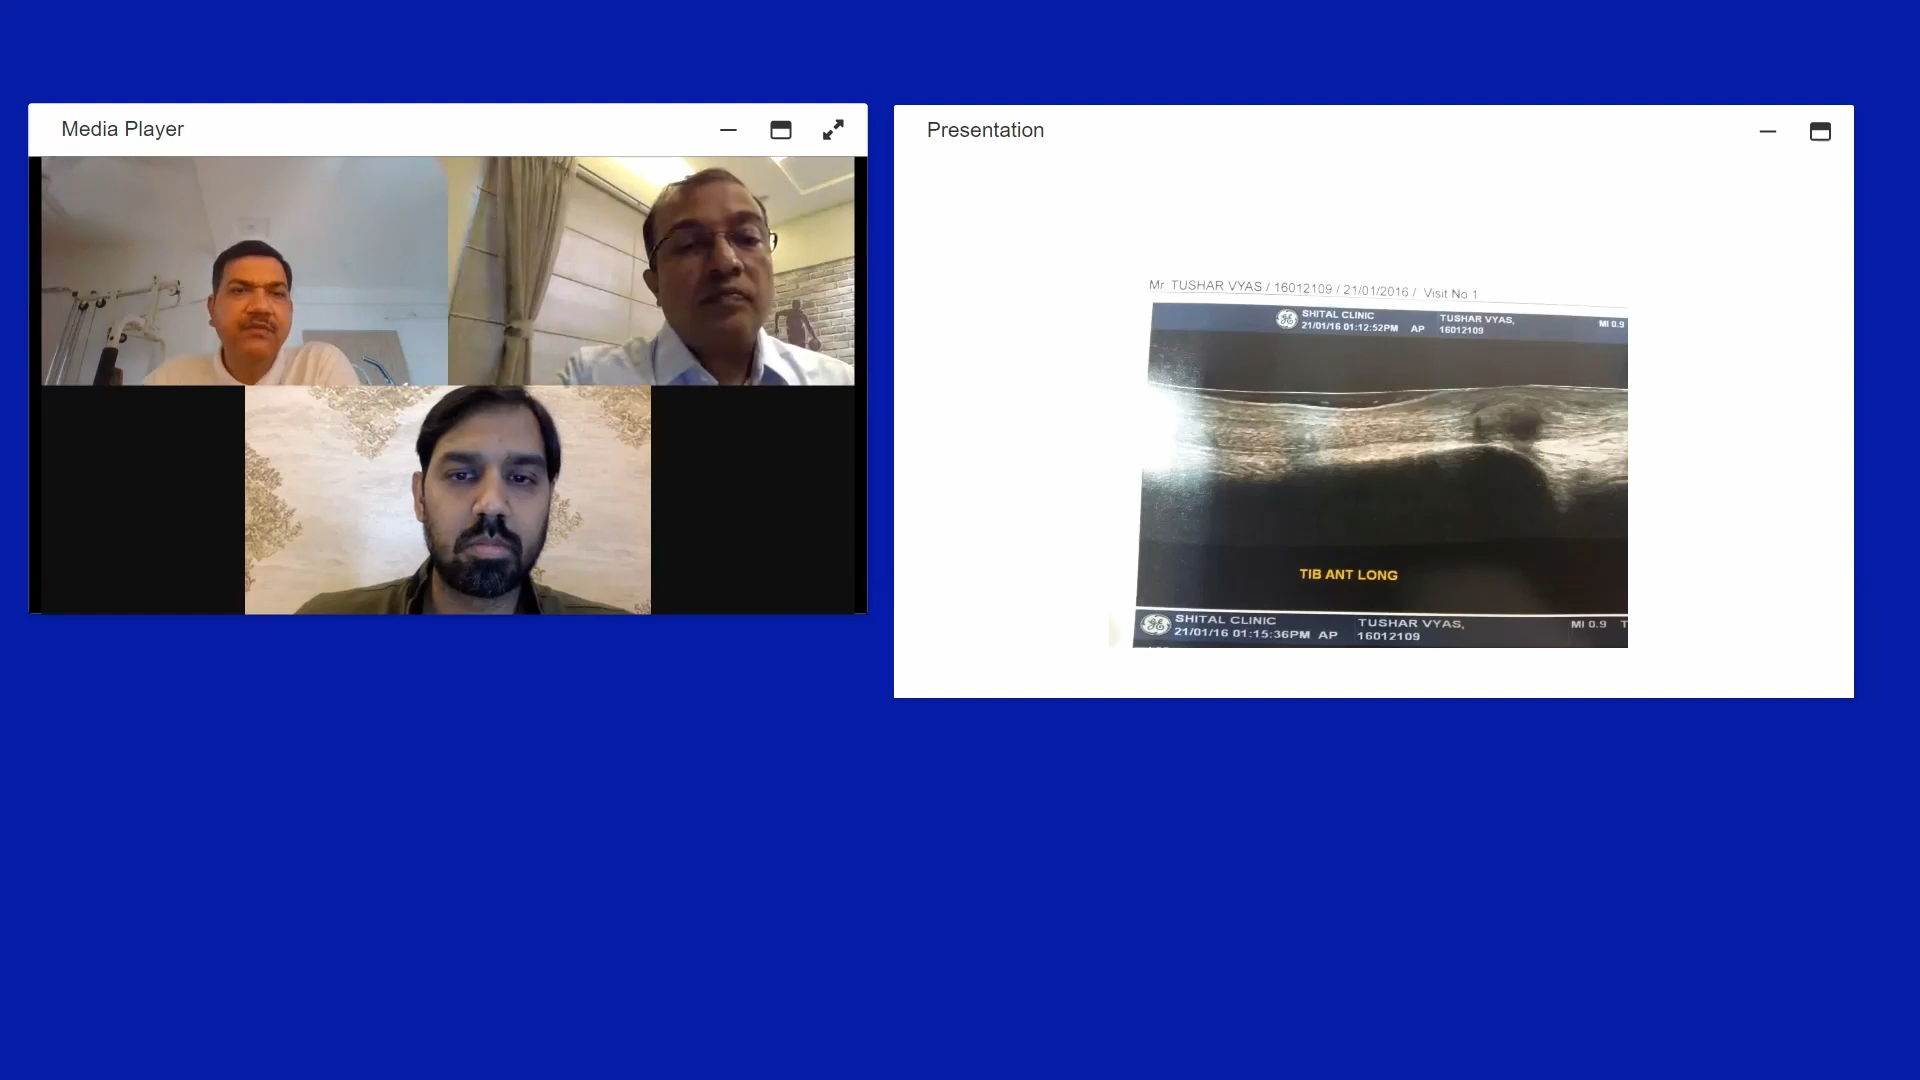 Media Player
Presentation
Mr TUSHAR VYAS / 16012109 / 21/01/2016 / Visit No 1
SHITAL CLINIC
21/01/16 01:12:52PM AP
TUSHAR VYAS,
16012109
MI 0.9
TIB ANT LONG
SHITAL CLINIC
21/01/16 01:15:36PM AP
TUSHAR VYAS,
16012109
MI 0.9 T